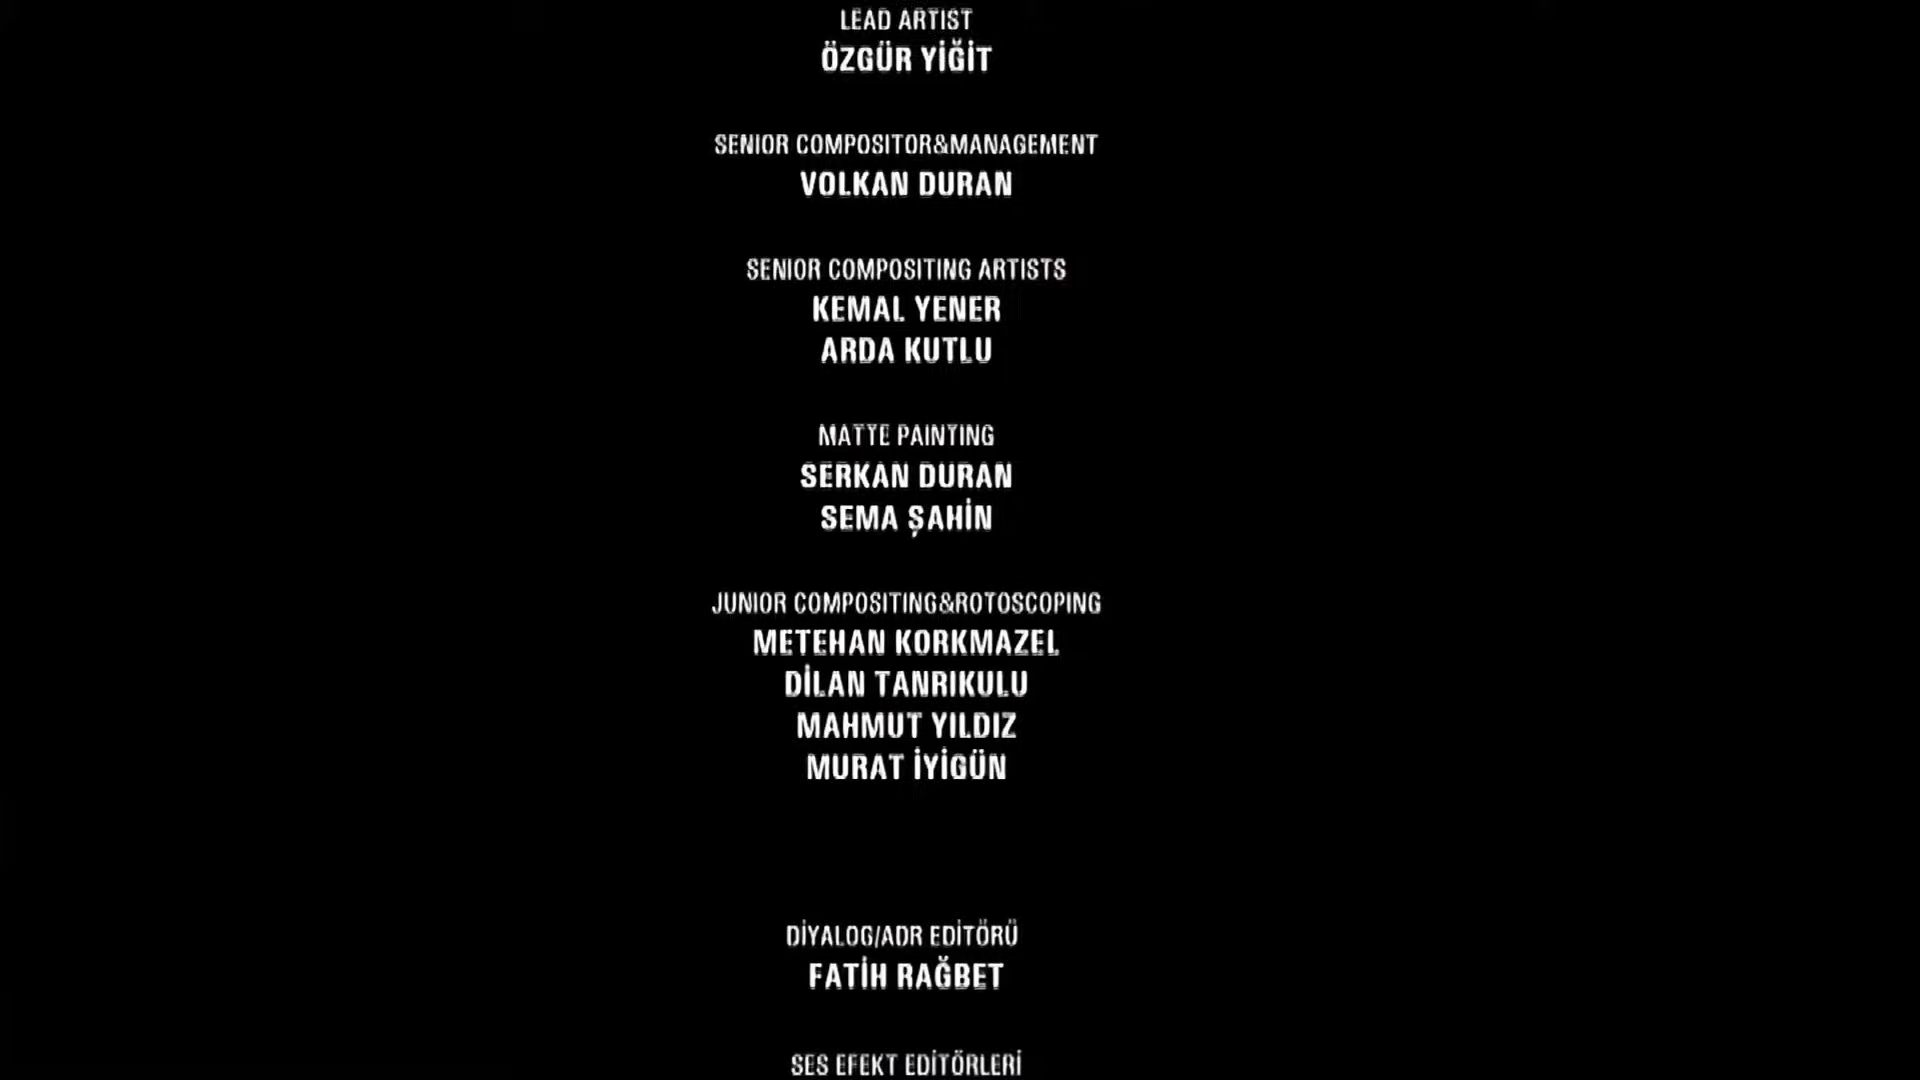 LEAD ARTIST
ÖZGÜR YİĞİT
SENIOR COMPOSITOR&MANAGEMENT
VOLKAN DURAN
SENIOR COMPOSITING ARTISTS
KEMAL YENER
ARDA KUTLU
MATTE PAINTING
SERKAN DURAN
SEMA ŞAHİN
JUNIOR COMPOSITING&ROTOSCOPING
METEHAN KORKMAZEL
DİLAN TANRIKULU
MAHMUT YILDIZ
MURAT İYİGÜN
DİYALOG/ADR EDİTÖRÜ
FATİH RAĞBET
SES EFEKT EDİTÖRLERİ